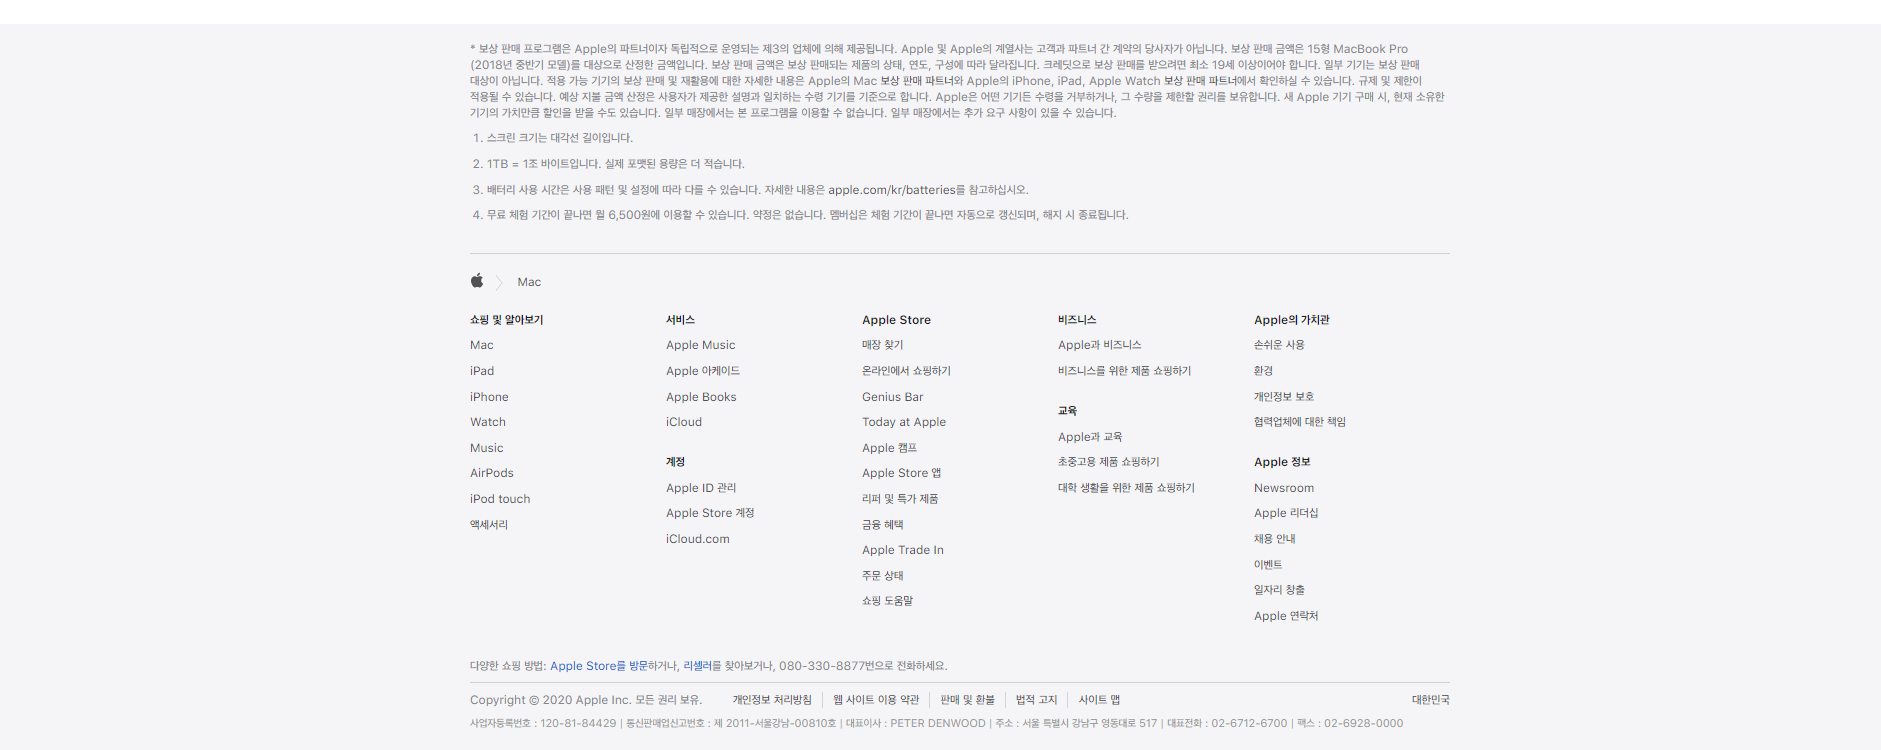 * 보상 판매 프로그램은 Apple의 파트너이자 독립적으로 운영되는 제3의 업체에 의해 제공됩니다. Apple 및 Apple의 계열사는 고객과 파트너 간 계약의 당사자가 아닙니다. 보상 판매 금액은 15형 MacBook Pro
(2018년 중반기 모델)를 대상으로 산정한 금액입니다. 보상 판매 금액은 보상 판매되는 제품의 상태, 연도, 구성에 따라 달라집니다. 크레딧으로 보상 판매를 받으려면 최소 19세 이상이어야 합니다. 일부 기기는 보상 판매
대상이 아닙니다. 적용 가능 기기의 보상 판매 및 재활용에 대한 자세한 내용은 Apple의 Mac 보상 판매 파트너와 Apple의 iPhone, iPad, Apple Watch 보상 판매 파트너에서 확인하실 수 있습니다. 규제 및 제한이
적용될 수 있습니다. 예상 지불 금액 산정은 사용자가 제공한 설명과 일치하는 수령 기기를 기준으로 합니다. Apple은 어떤 기기든 수령을 거부하거나, 그 수량을 제한할 권리를 보유합니다. 새 Apple 기기 구매 시, 현재 소유한
기기의 가치만큼 할인을 받을 수도 있습니다. 일부 매장에서는 본 프로그램을 이용할 수 없습니다. 일부 매장에서는 추가 요구 사항이 있을 수 있습니다.
1. 스크린 크기는 대각선 길이입니다.
2. 1TB = 1조 바이트입니다. 실제 포맷된 용량은 더 적습니다.
3. 배터리 사용 시간은 사용 패턴 및 설정에 따라 다를 수 있습니다. 자세한 내용은 apple.com/kr/batteries를 참고하십시오.
4. 무료 체험 기간이 끝나면 월 6,500원에 이용할 수 있습니다. 약정은 없습니다. 멤버십은 체험 기간이 끝나면 자동으로 갱신되며, 해지 시 종료됩니다.
Mac
쇼핑 및 알아보기
Mac
iPad
iPhone
Watch
Music
AirPods
iPod touch
액세서리
서비스
Apple Music
Apple 아케이드
Apple Books
iCloud
계정
Apple ID 관리
Apple Store 계정
iCloud.com
Apple Store
매장 찾기
온라인에서 쇼핑하기
Genius Bar
Today at Apple
Apple 캠프
Apple Store 앱
리퍼 및 특가 제품
금융 혜택
Apple Trade In
주문 상태
쇼핑 도움말
비즈니스
Apple과 비즈니스
비즈니스를 위한 제품 쇼핑하기
교육
Apple과 교육
초중고용 제품 쇼핑하기
대학 생활을 위한 제품 쇼핑하기
Apple의 가치관
손쉬운 사용
환경
개인정보 보호
협력업체에 대한 책임
Apple 정보
Newsroom
Apple 리더십
채용 안내
이벤트
일자리 창출
Apple 연락처
다양한 쇼핑 방법: Apple Store를 방문하거나, 리셀러를 찾아보거나, 080-330-8877번으로 전화하세요.
Copyright © 2020 Apple Inc. 모든 권리 보유. 개인정보 처리방침 | 웹 사이트 이용 약관 | 판매 및 환불 | 법적 고지 | 사이트 맵 대한민국
사업자등록번호 : 120-81-84429 | 통신판매업신고번호 : 제 2011-서울강남-00810호 | 대표이사 : PETER DENWOOD | 주소 : 서울 특별시 강남구 영동대로 517 | 대표전화 : 02-6712-6700 | 팩스 : 02-6928-0000